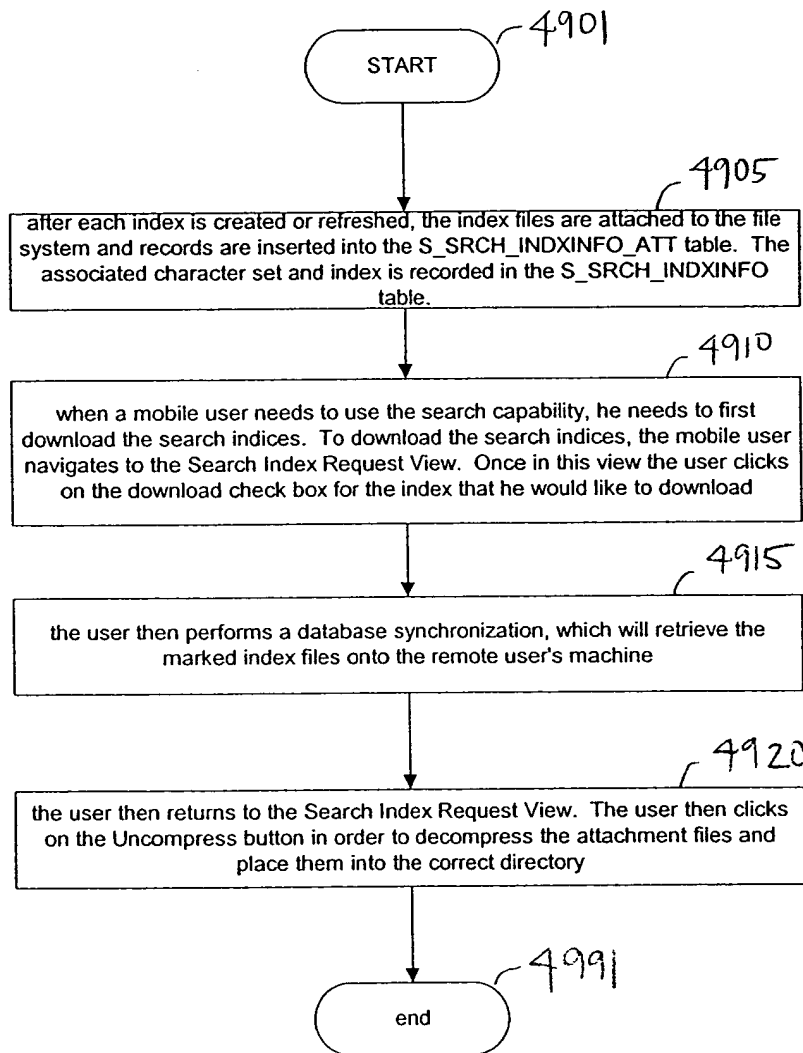 4901
START
4905
after each index is created or refreshed, the index files are attached to the file
system and records are inserted into the S_SRCH_INDXINFO_ATT table. The
associated character set and index is recorded in the S_SRCH_INDXINFO
table.
4910
when a mobile user needs to use the search capability, he needs to first
download the search indices. To download the search indices, the mobile user
navigates to the Search Index Request View. Once in this view the user clicks
on the download check box for the index that he would like to download
4915
the user then performs a database synchronization, which will retrieve the
marked index files onto the remote user's machine
4920
the user then returns to the Search Index Request View. The user then clicks
on the Uncompress button in order to decompress the attachment files and
place them into the correct directory
4991
end